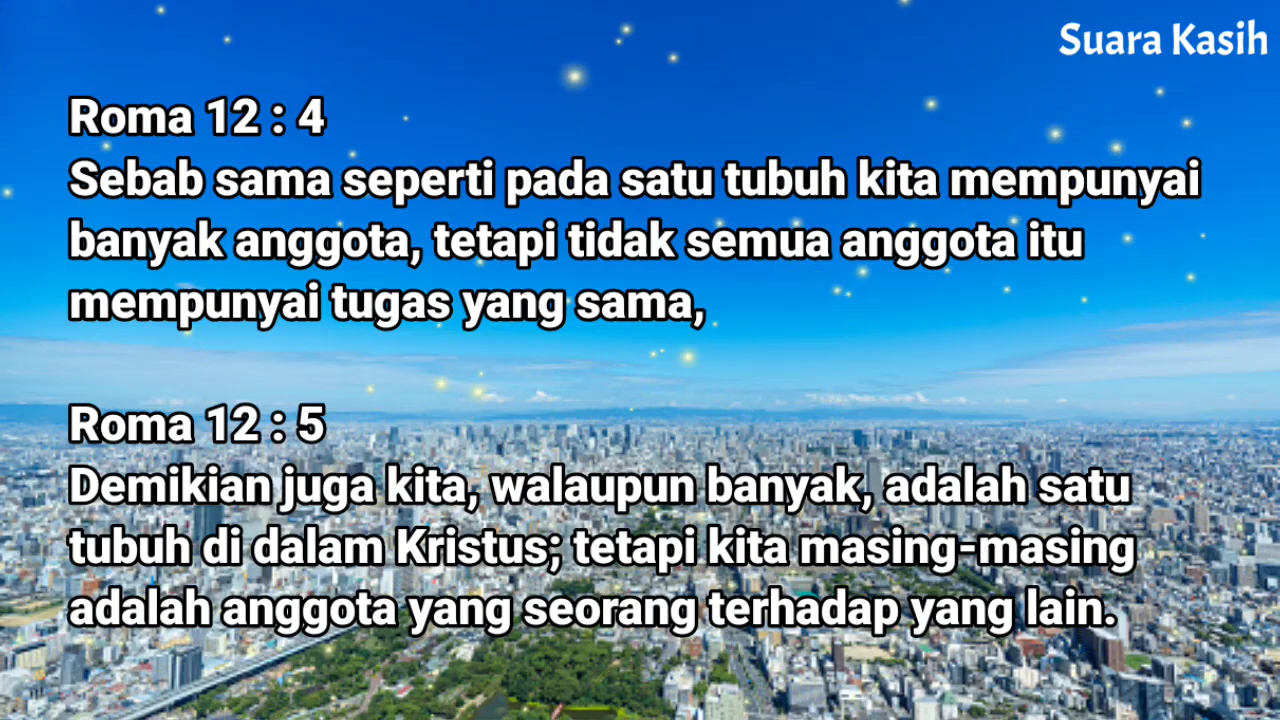 Suara Kasih
Roma 12 : 4
Sebab sama seperti pada satu tubuh kita mempunyai
banyak anggota, tetapi tidak semua anggota itu
mempunyai tugas yang sama,
Roma 12 : 5
Demikian juga kita, walaupun banyak, adalah satu
tubuh di dalam Kristus; tetapi kita masing-masing
adalah anggota yang seorang terhadap yang lain.